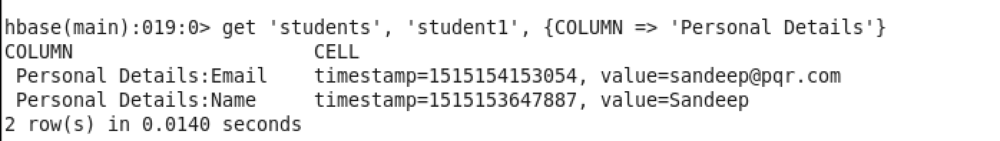 hbase(main):019:0> get 'students', 'student1', {COLUMN => 'Personal Details'}
COLUMN CELL
Personal Details:Email timestamp=1515154153054, value=sandeep@pqr.com
Personal Details:Name timestamp=1515153647887, value=Sandeep
2 row(s) in 0.0140 seconds